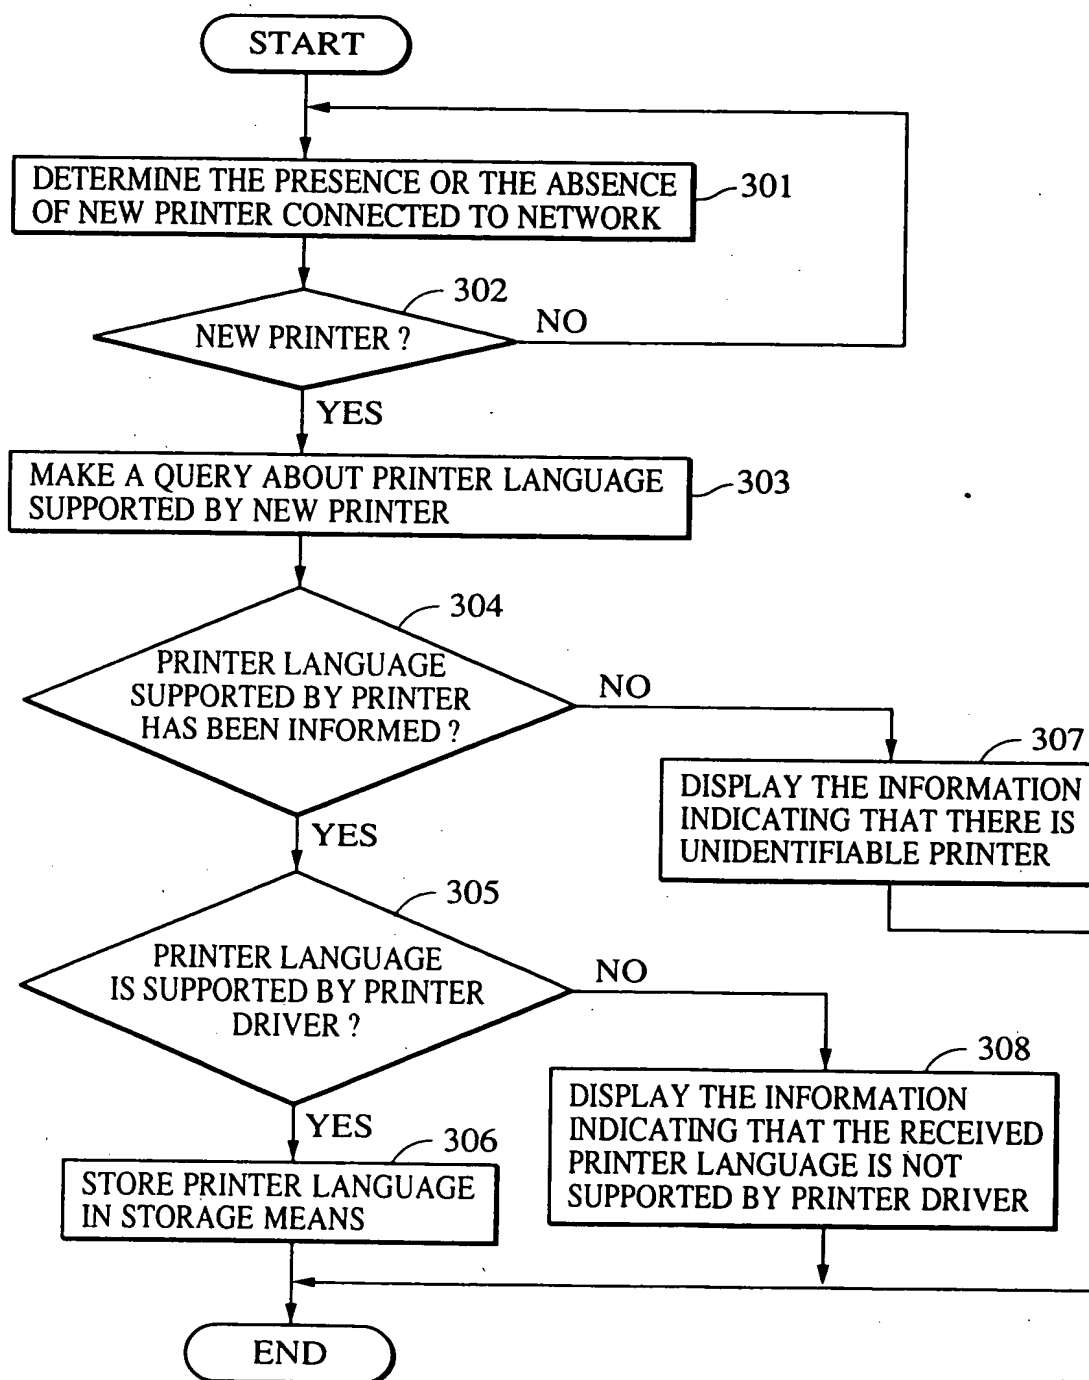 START
DETERMINE THE PRESENCE OR THE ABSENCE
OF NEW PRINTER CONNECTED TO NETWORK
301
302
NEW PRINTER ?
NO
YES
MAKE A QUERY ABOUT PRINTER LANGUAGE
SUPPORTED BY NEW PRINTER
303
304
PRINTER LANGUAGE
SUPPORTED BY PRINTER
HAS BEEN INFORMED ?
NO
YES
307
DISPLAY THE INFORMATION
INDICATING THAT THERE IS
UNIDENTIFIABLE PRINTER
305
PRINTER LANGUAGE
IS SUPPORTED BY PRINTER
DRIVER ?
NO
YES
308
DISPLAY THE INFORMATION
INDICATING THAT THE RECEIVED
PRINTER LANGUAGE IS NOT
SUPPORTED BY PRINTER DRIVER
306
STORE PRINTER LANGUAGE
IN STORAGE MEANS
END